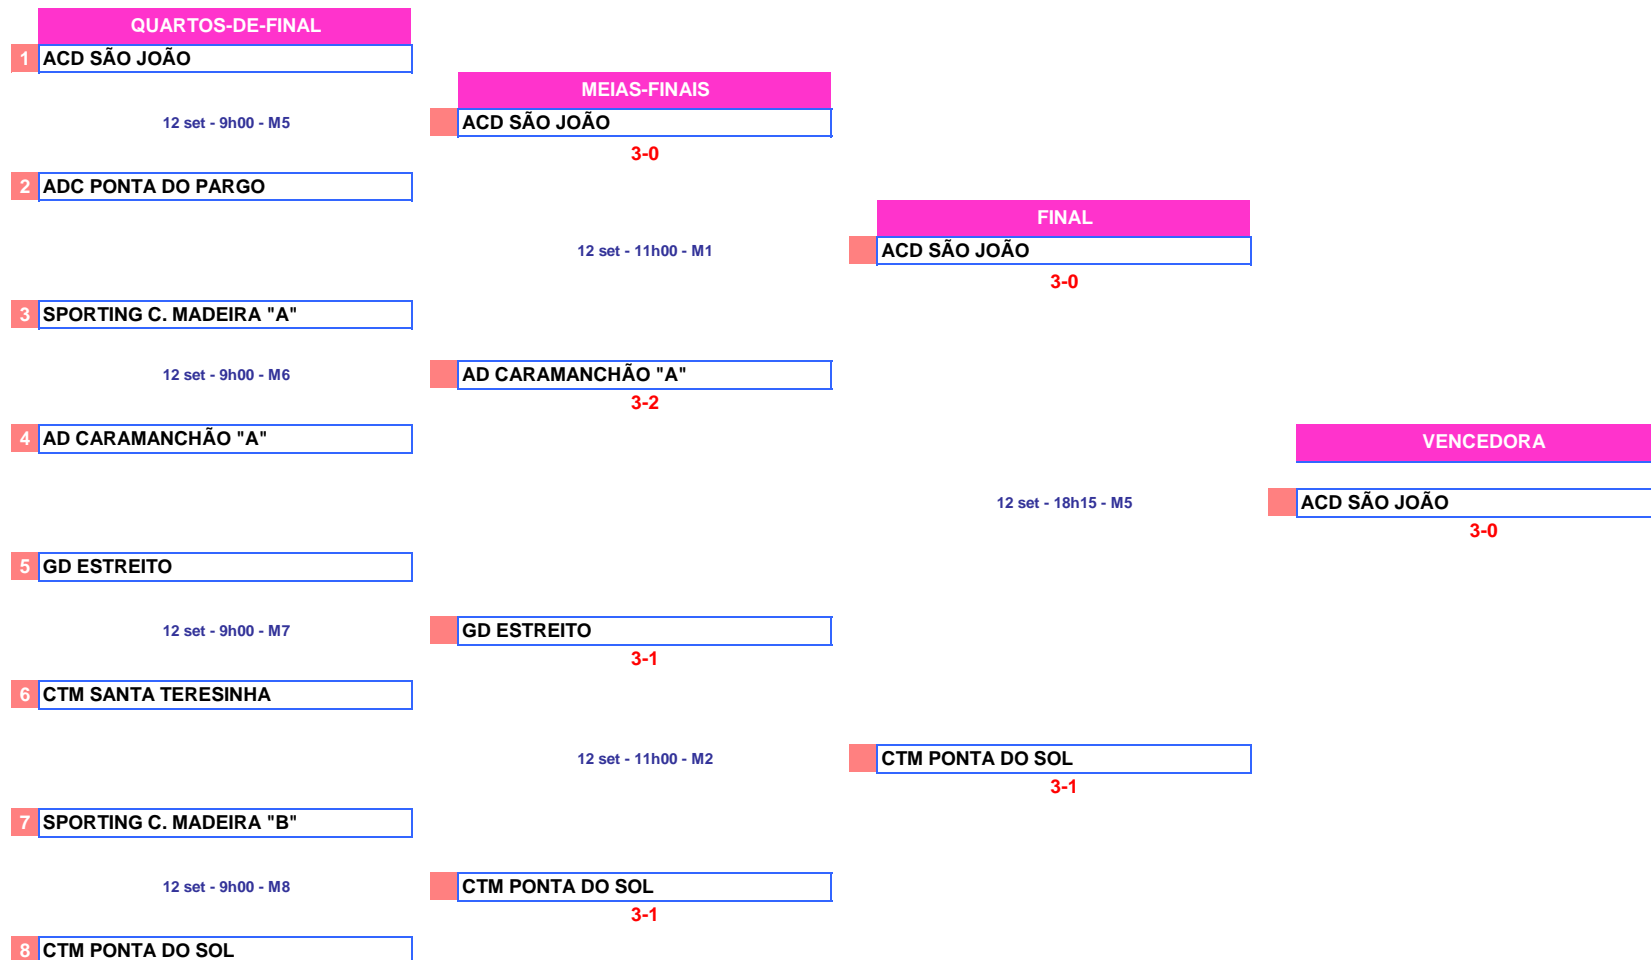 QUARTOS-DE-FINAL
1 ACD SÃO JOÃO
MEIAS-FINAIS
12 set - 9h00 - M5
ACD SÃO JOÃO
3-0
2 ADC PONTA DO PARGO
FINAL
12 set - 11h00 - M1
ACD SÃO JOÃO
3-0
3 SPORTING C. MADEIRA "A"
12 set - 9h00 - M6
AD CARAMANCHÃO "A"
3-2
4 AD CARAMANCHÃO "A"
VENCEDORA
12 set - 18h15 - M5
ACD SÃO JOÃO
3-0
5 GD ESTREITO
12 set - 9h00 - M7
GD ESTREITO
3-1
6 CTM SANTA TERESINHA
12 set - 11h00 - M2
CTM PONTA DO SOL
3-1
7 SPORTING C. MADEIRA "B"
12 set - 9h00 - M8
CTM PONTA DO SOL
3-1
8 CTM PONTA DO SOL